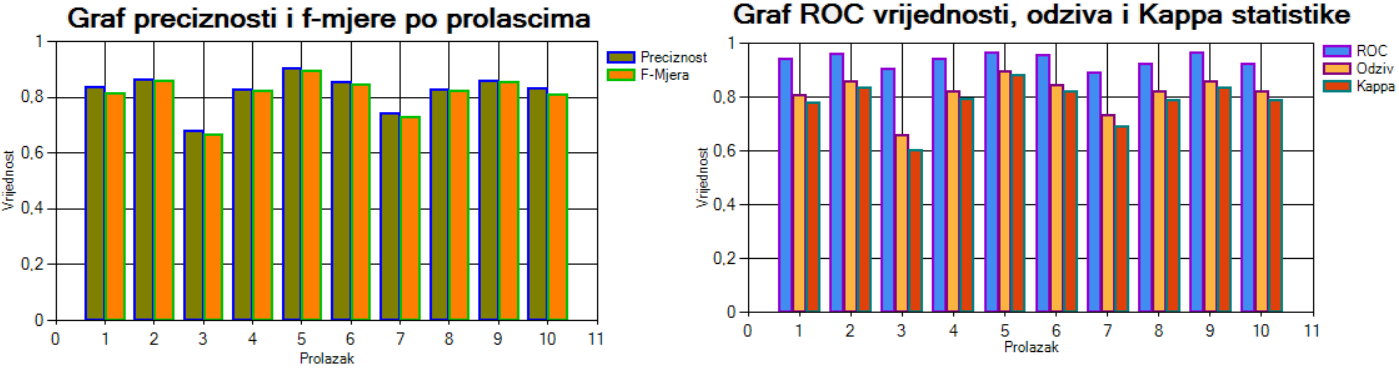 Graf preciznosti i f-mjere po prolascima
1
0,8
0,6
0,4
0,2
0
Vrijednost
0 1 2 3 4 5 6 7 8 9 10 11
Prolazak
Preciznost
F-Mjera
Graf ROC vrijednosti, odziva i Kappa statistike
1
0,8
0,6
0,4
0,2
0
Vrijednost
0 1 2 3 4 5 6 7 8 9 10 11
Prolazak
ROC
Odziv
Kappa